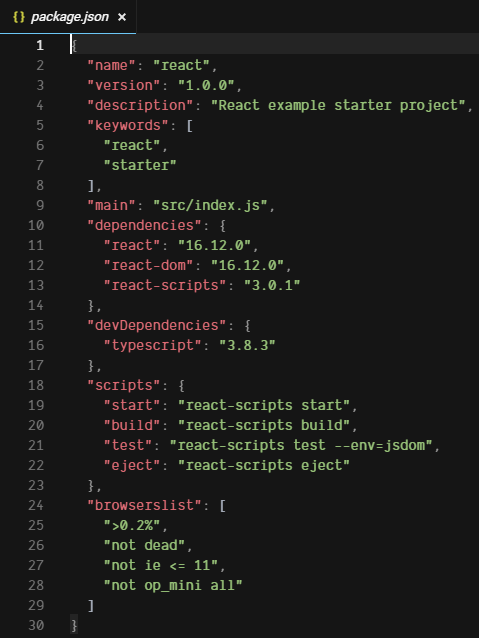 {} package.json ×
1 {
2 "name": "react",
3 "version": "1.0.0",
4 "description": "React example starter project",
5 "keywords": [
6 "react",
7 "starter"
8 ],
9 "main": "src/index.js",
10 "dependencies": {
11 "react": "16.12.0",
12 "react-dom": "16.12.0",
13 "react-scripts": "3.0.1"
14 },
15 "devDependencies": {
16 "typescript": "3.8.3"
17 },
18 "scripts": {
19 "start": "react-scripts start",
20 "build": "react-scripts build",
21 "test": "react-scripts test --env=jsdom",
22 "eject": "react-scripts eject"
23 },
24 "browserslist": [
25 ">0.2%",
26 "not dead",
27 "not ie <= 11",
28 "not op_mini all"
29 ]
30 }